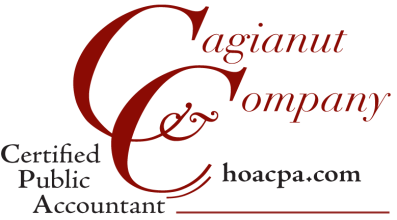 Cagianut
&
Company
Certified
Public
Accountant
hoacpa.com